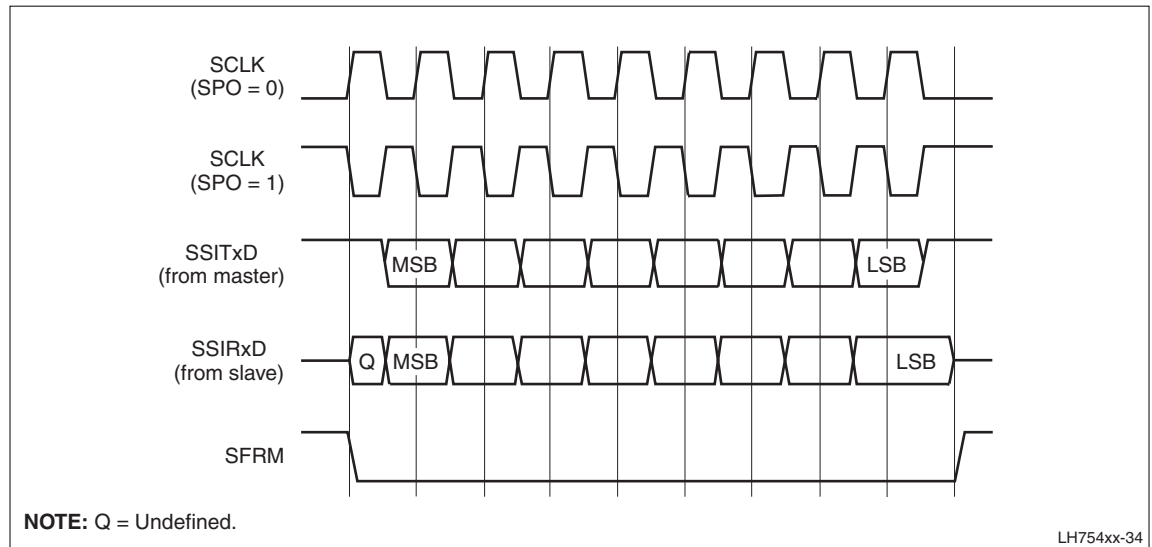 SCLK
(SPO = 0)
SCLK
(SPO = 1)
SSITxD
(from master)
MSB
LSB
SSIRxD
(from slave)
Q
MSB
LSB
SFRM
NOTE: Q = Undefined.
LH754xx-34